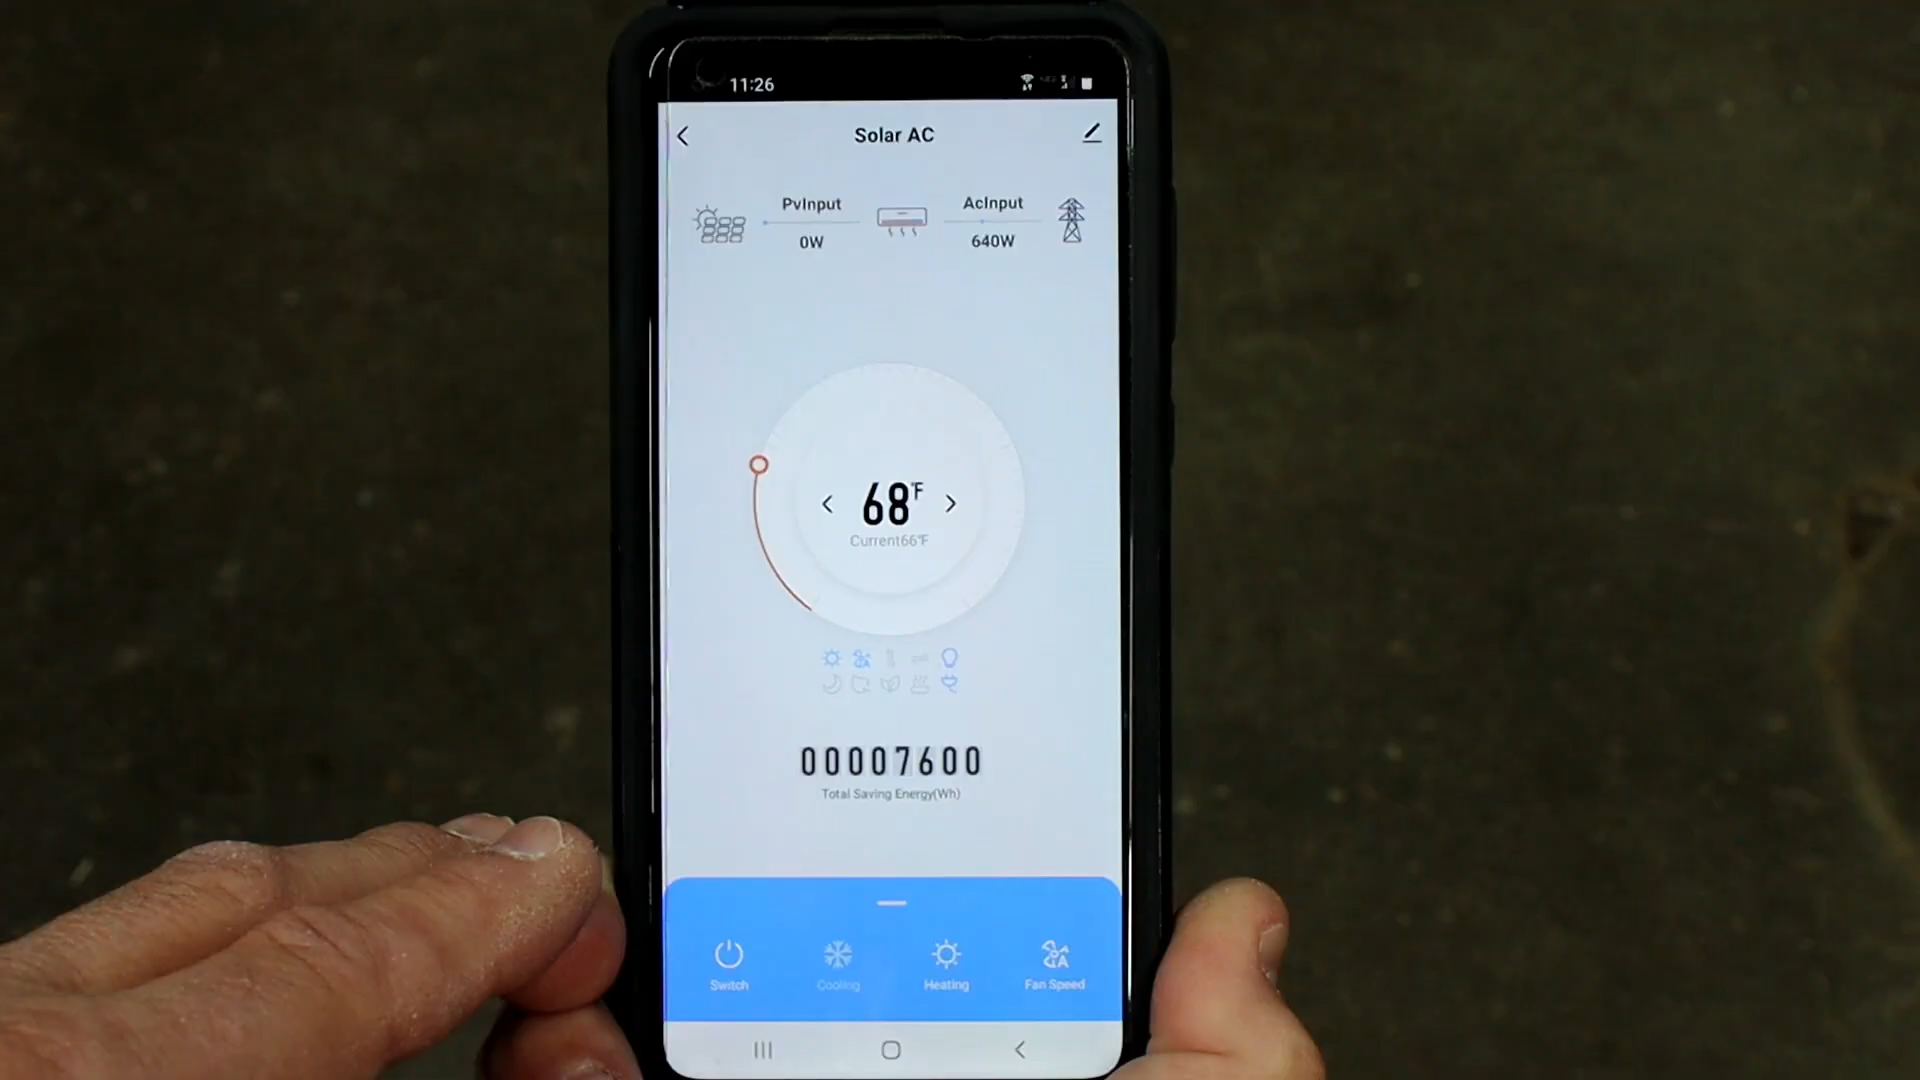 11:26
Solar AC
PvInput
AcInput
0W
640W
68°F
Current66°F
00007600
Total Saving Energy(Wh)
Switch
Cooling
Heating
Fan Speed